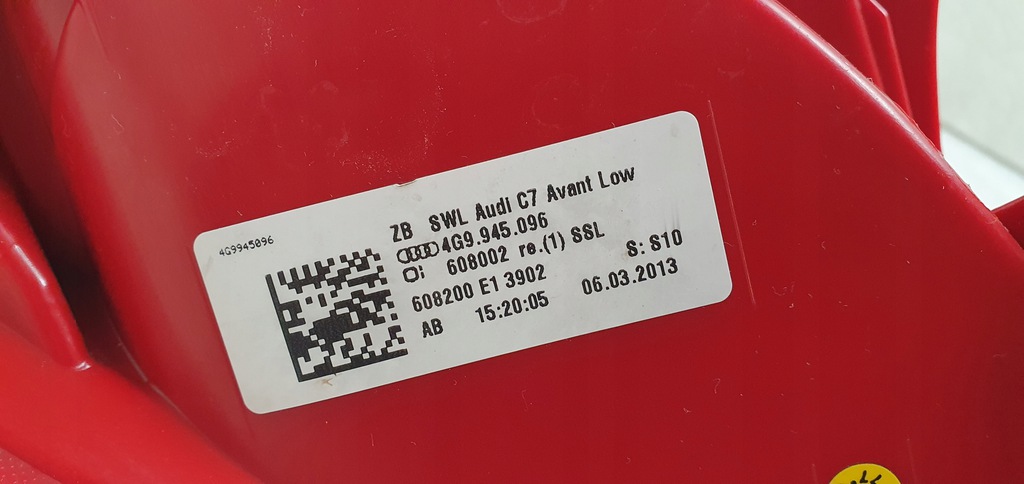 4G9945096
ZB SWL Audi C7 Avant Low
4G9.945.096
608002 re.(1) SSL
608200 E1 3902 S: S10
AB 15:20:05 06.03.2013